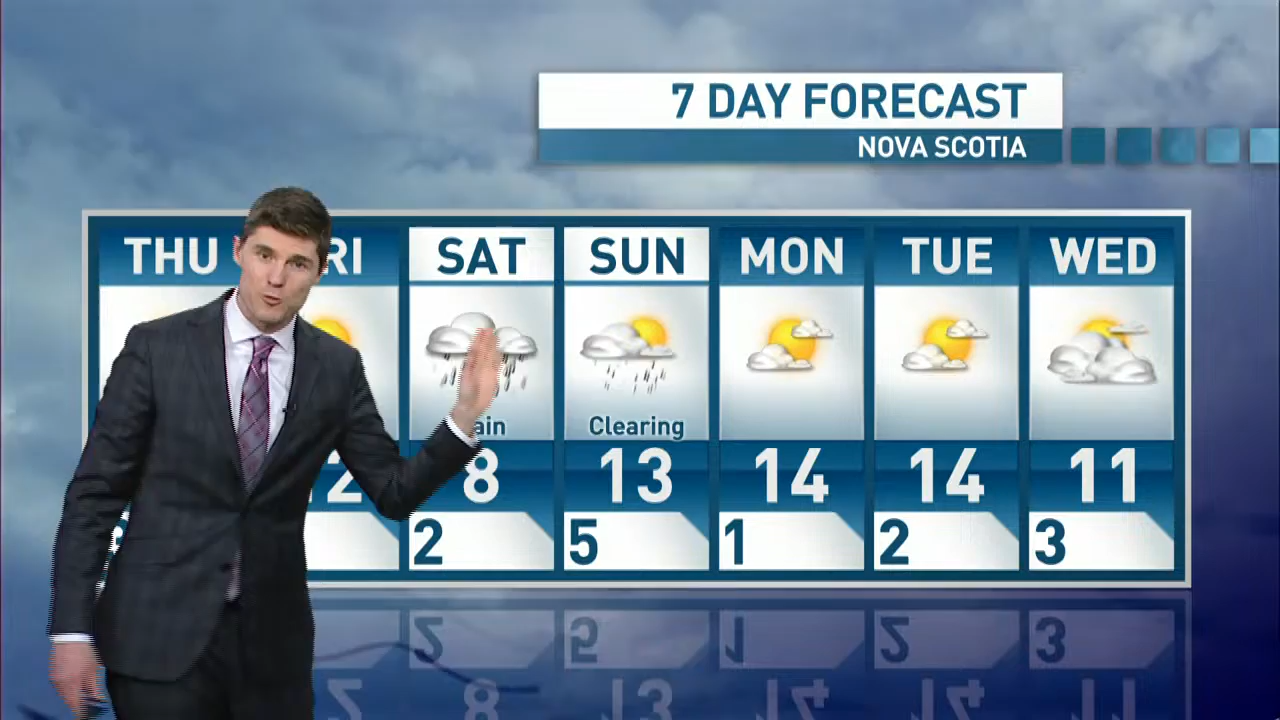 7 DAY FORECAST
NOVA SCOTIA
THU
SAT SUN MON TUE WED
Clearing
8 13 14 14 11
2 5 1 2 3